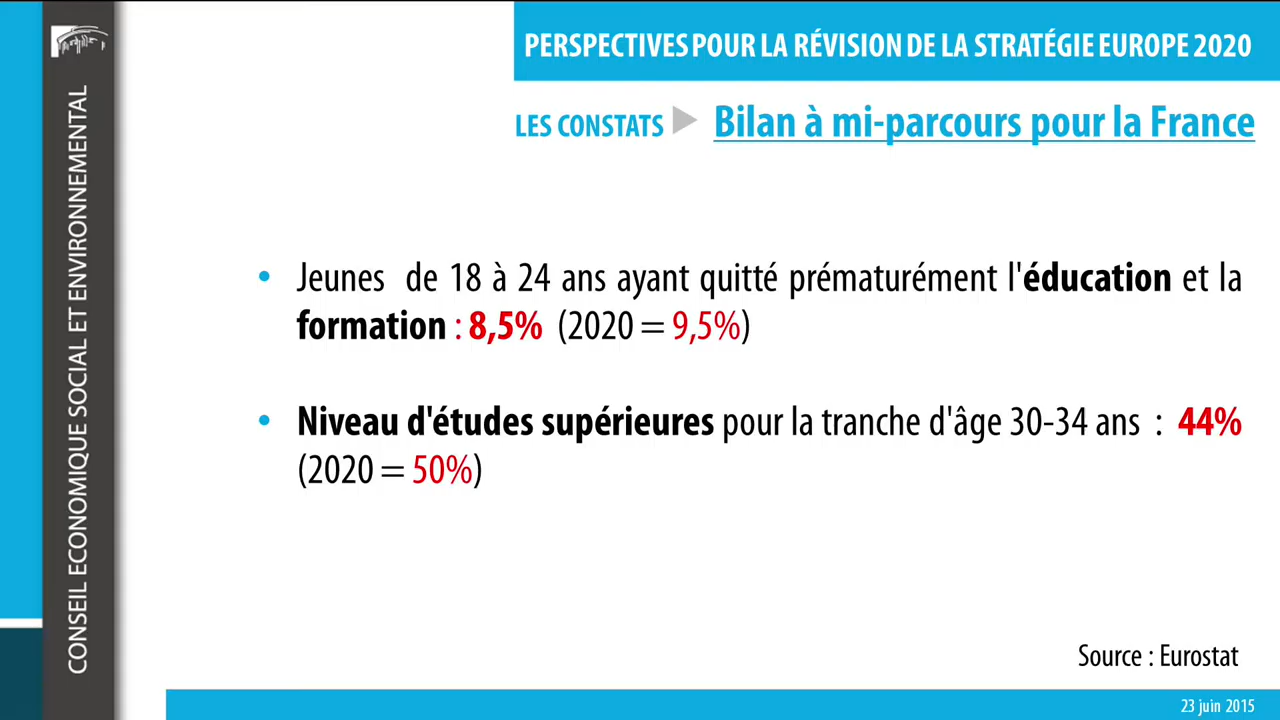 CONSEIL ECONOMIQUE SOCIAL ET ENVIRONNEMENTAL
PERSPECTIVES POUR LA RÉVISION DE LA STRATÉGIE EUROPE 2020
LES CONSTATS Bilan à mi-parcours pour la France
• Jeunes de 18 à 24 ans ayant quitté prématurément l'éducation et la
formation : 8,5% (2020 = 9,5%)
• Niveau d'études supérieures pour la tranche d'âge 30-34 ans : 44%
(2020 = 50%)
Source : Eurostat
23 juin 2015